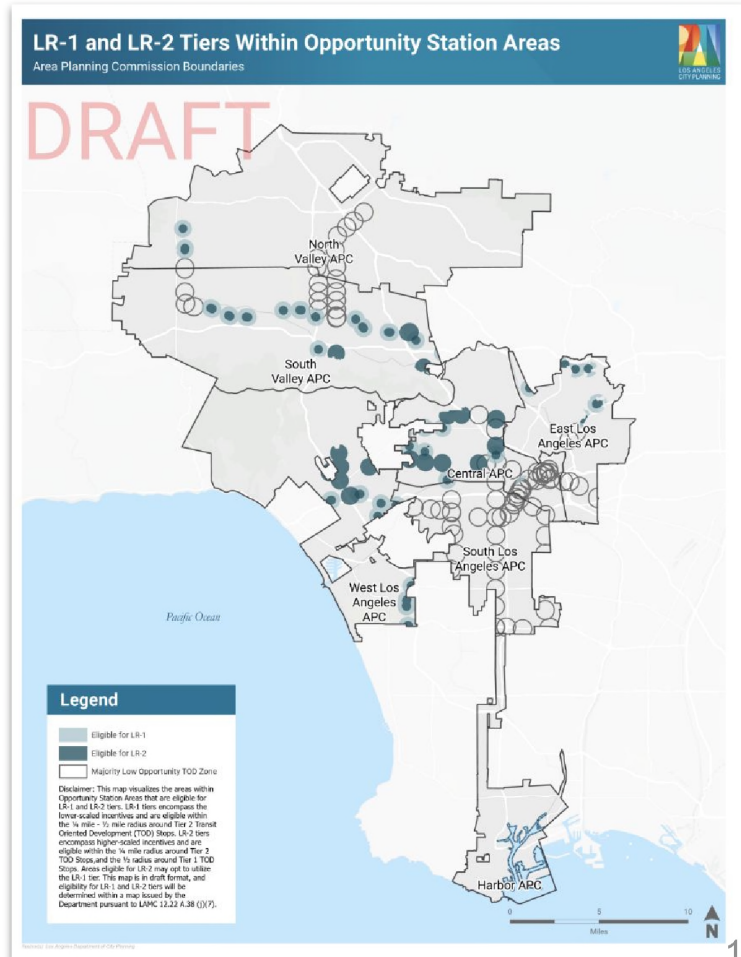 LR-1 and LR-2 Tiers Within Opportunity Station Areas
Area Planning Commission Boundaries
LOS ANGELES
CITY PLANNING
DRAFT
North
Valley APC
South
Valley APC
East Los
Angeles APC
Central APC
South Los
Angeles APC
West Los
Angeles
APC
Pacific Ocean
Harbor APC
Legend
Eligible for LR-1
Eligible for LR-2
Majority Low Opportunity TOD Zone
Disclaimer: This map visualizes the areas within
Opportunity Station Areas that are eligible for
LR-1 and LR-2 tiers. LR-1 tiers encompass the
lower-scaled incentives and are eligible within
the ¼ mile - ½ mile radius around Tier 2 Transit
Oriented Development (TOD) Stops. LR-2 tiers
encompass higher-scaled incentives and are
eligible within the ¼ mile radius around Tier 2
TOD Stops,and the ½ radius around Tier 1 TOD
Stops. Areas eligible for LR-2 may opt to utilize
the LR-1 tier. This map is in draft format, and
eligibility for LR-1 and LR-2 tiers will be
determined within a map issued by the
Department pursuant to LAMC 12.22 A.38 (j)(7).
0 5 10
Miles
N
1